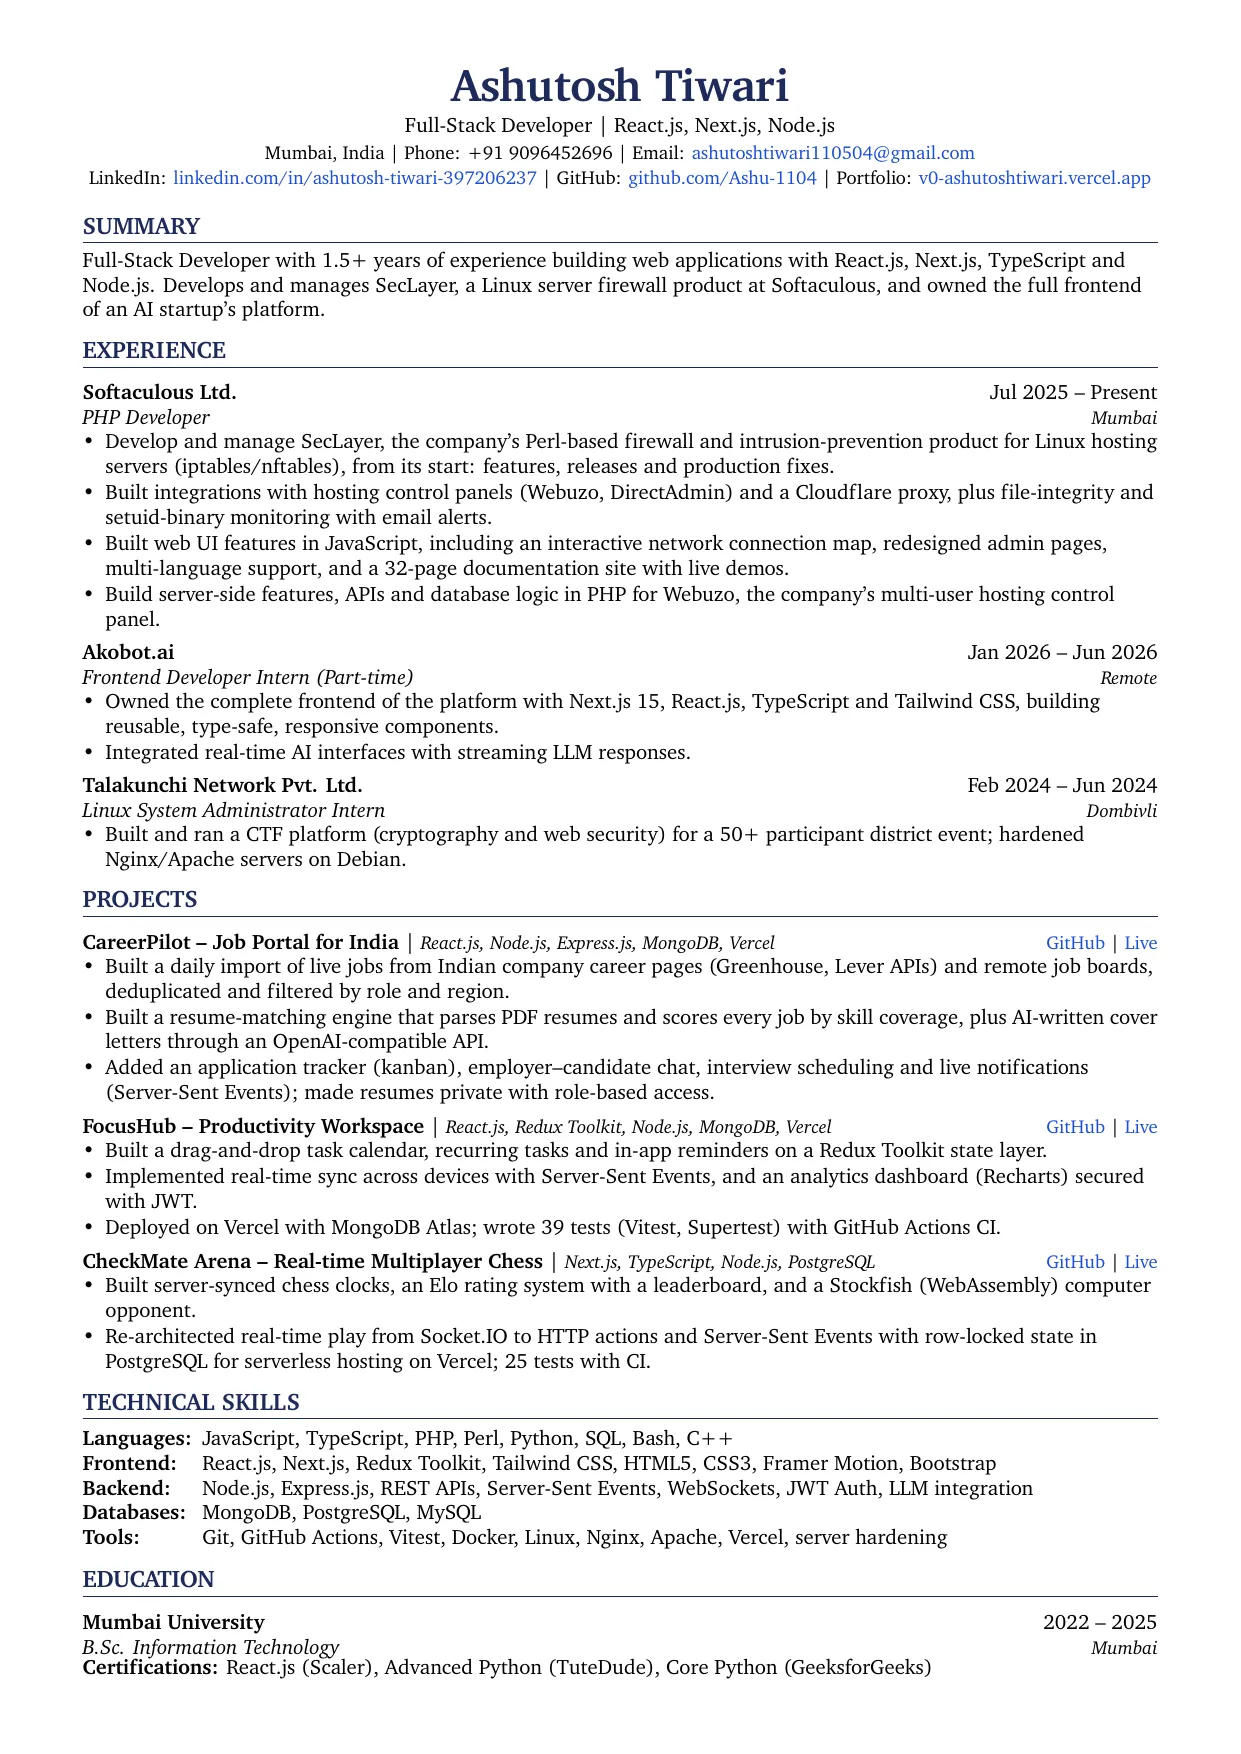 Ashutosh Tiwari
Full-Stack Developer | React.js, Next.js, Node.js
Mumbai, India | Phone: +91 9096452696 | Email: ashutoshtiwari110504@gmail.com
LinkedIn: linkedin.com/in/ashutosh-tiwari-397206237 | GitHub: github.com/Ashu-1104 | Portfolio: v0-ashutoshtiwari.vercel.app
SUMMARY
Full-Stack Developer with 1.5+ years of experience building web applications with React.js, Next.js, TypeScript and
Node.js. Develops and manages SecLayer, a Linux server firewall product at Softaculous, and owned the full frontend
of an AI startup's platform.
EXPERIENCE
Softaculous Ltd. Jul 2025 – Present
PHP Developer Mumbai
• Develop and manage SecLayer, the company's Perl-based firewall and intrusion-prevention product for Linux hosting
servers (iptables/nftables), from its start: features, releases and production fixes.
• Built integrations with hosting control panels (Webuzo, DirectAdmin) and a Cloudflare proxy, plus file-integrity and
setuid-binary monitoring with email alerts.
• Built web UI features in JavaScript, including an interactive network connection map, redesigned admin pages,
multi-language support, and a 32-page documentation site with live demos.
• Build server-side features, APIs and database logic in PHP for Webuzo, the company's multi-user hosting control
panel.
Akobot.ai Jan 2026 – Jun 2026
Frontend Developer Intern (Part-time) Remote
• Owned the complete frontend of the platform with Next.js 15, React.js, TypeScript and Tailwind CSS, building
reusable, type-safe, responsive components.
• Integrated real-time AI interfaces with streaming LLM responses.
Talakunchi Network Pvt. Ltd. Feb 2024 – Jun 2024
Linux System Administrator Intern Dombivli
• Built and ran a CTF platform (cryptography and web security) for a 50+ participant district event; hardened
Nginx/Apache servers on Debian.
PROJECTS
CareerPilot – Job Portal for India | React.js, Node.js, Express.js, MongoDB, Vercel GitHub | Live
• Built a daily import of live jobs from Indian company career pages (Greenhouse, Lever APIs) and remote job boards,
deduplicated and filtered by role and region.
• Built a resume-matching engine that parses PDF resumes and scores every job by skill coverage, plus AI-written cover
letters through an OpenAI-compatible API.
• Added an application tracker (kanban), employer–candidate chat, interview scheduling and live notifications
(Server-Sent Events); made resumes private with role-based access.
FocusHub – Productivity Workspace | React.js, Redux Toolkit, Node.js, MongoDB, Vercel GitHub | Live
• Built a drag-and-drop task calendar, recurring tasks and in-app reminders on a Redux Toolkit state layer.
• Implemented real-time sync across devices with Server-Sent Events, and an analytics dashboard (Recharts) secured
with JWT.
• Deployed on Vercel with MongoDB Atlas; wrote 39 tests (Vitest, Supertest) with GitHub Actions CI.
CheckMate Arena – Real-time Multiplayer Chess | Next.js, TypeScript, Node.js, PostgreSQL GitHub | Live
• Built server-synced chess clocks, an Elo rating system with a leaderboard, and a Stockfish (WebAssembly) computer
opponent.
• Re-architected real-time play from Socket.IO to HTTP actions and Server-Sent Events with row-locked state in
PostgreSQL for serverless hosting on Vercel; 25 tests with CI.
TECHNICAL SKILLS
Languages: JavaScript, TypeScript, PHP, Perl, Python, SQL, Bash, C++
Frontend: React.js, Next.js, Redux Toolkit, Tailwind CSS, HTML5, CSS3, Framer Motion, Bootstrap
Backend: Node.js, Express.js, REST APIs, Server-Sent Events, WebSockets, JWT Auth, LLM integration
Databases: MongoDB, PostgreSQL, MySQL
Tools: Git, GitHub Actions, Vitest, Docker, Linux, Nginx, Apache, Vercel, server hardening
EDUCATION
Mumbai University 2022 – 2025
B.Sc. Information Technology Mumbai
Certifications: React.js (Scaler), Advanced Python (TuteDude), Core Python (GeeksforGeeks)